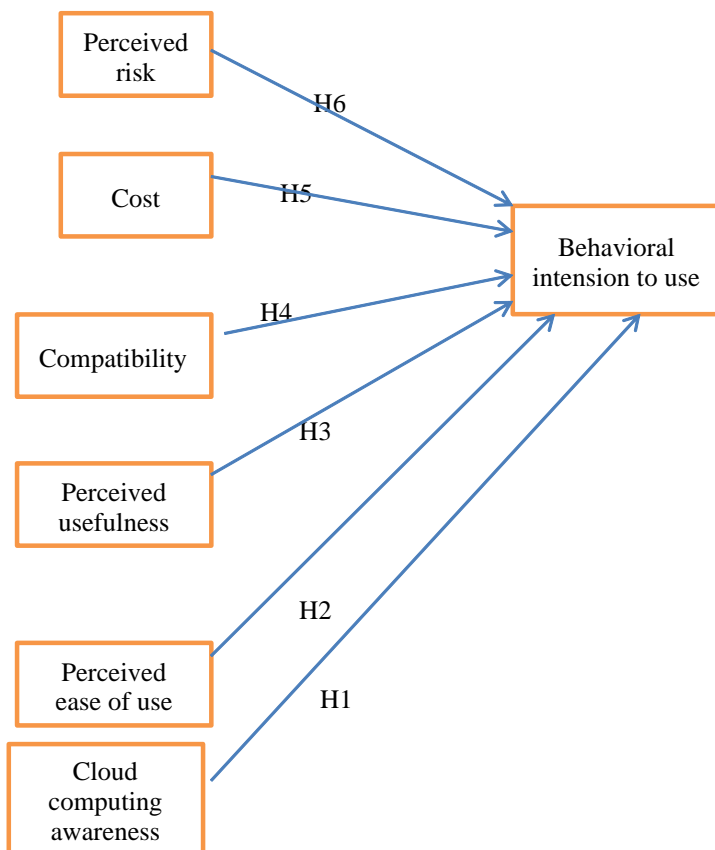 Perceived
risk
H6
Cost
H5
Behavioral
intension to use
Compatibility
H4
Perceived
usefulness
H3
Perceived
ease of use
H2
Cloud
computing
awareness
H1